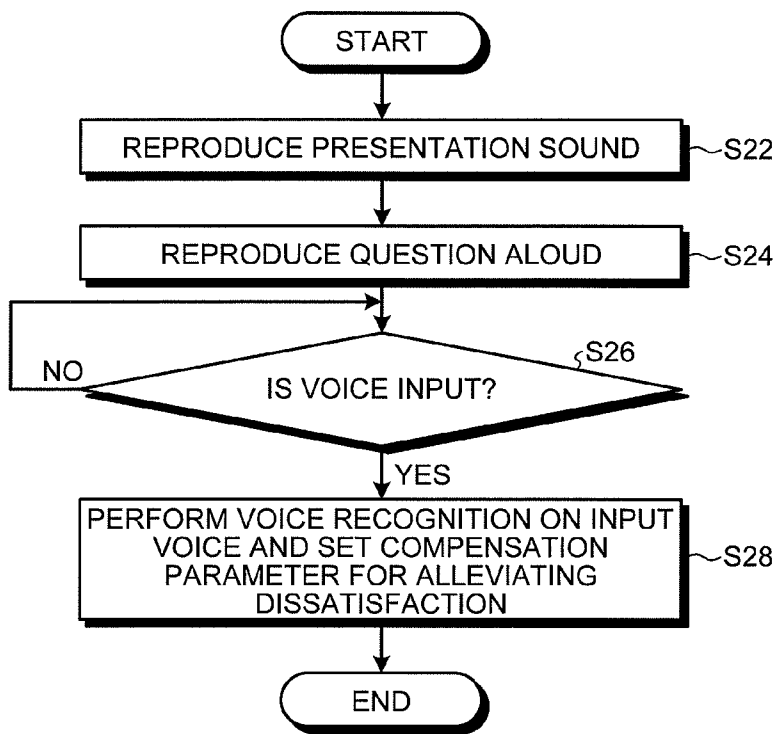 START
REPRODUCE PRESENTATION SOUND
S22
REPRODUCE QUESTION ALOUD
S24
S26
NO
IS VOICE INPUT?
YES
PERFORM VOICE RECOGNITION ON INPUT
VOICE AND SET COMPENSATION
PARAMETER FOR ALLEVIATING
DISSATISFACTION
S28
END